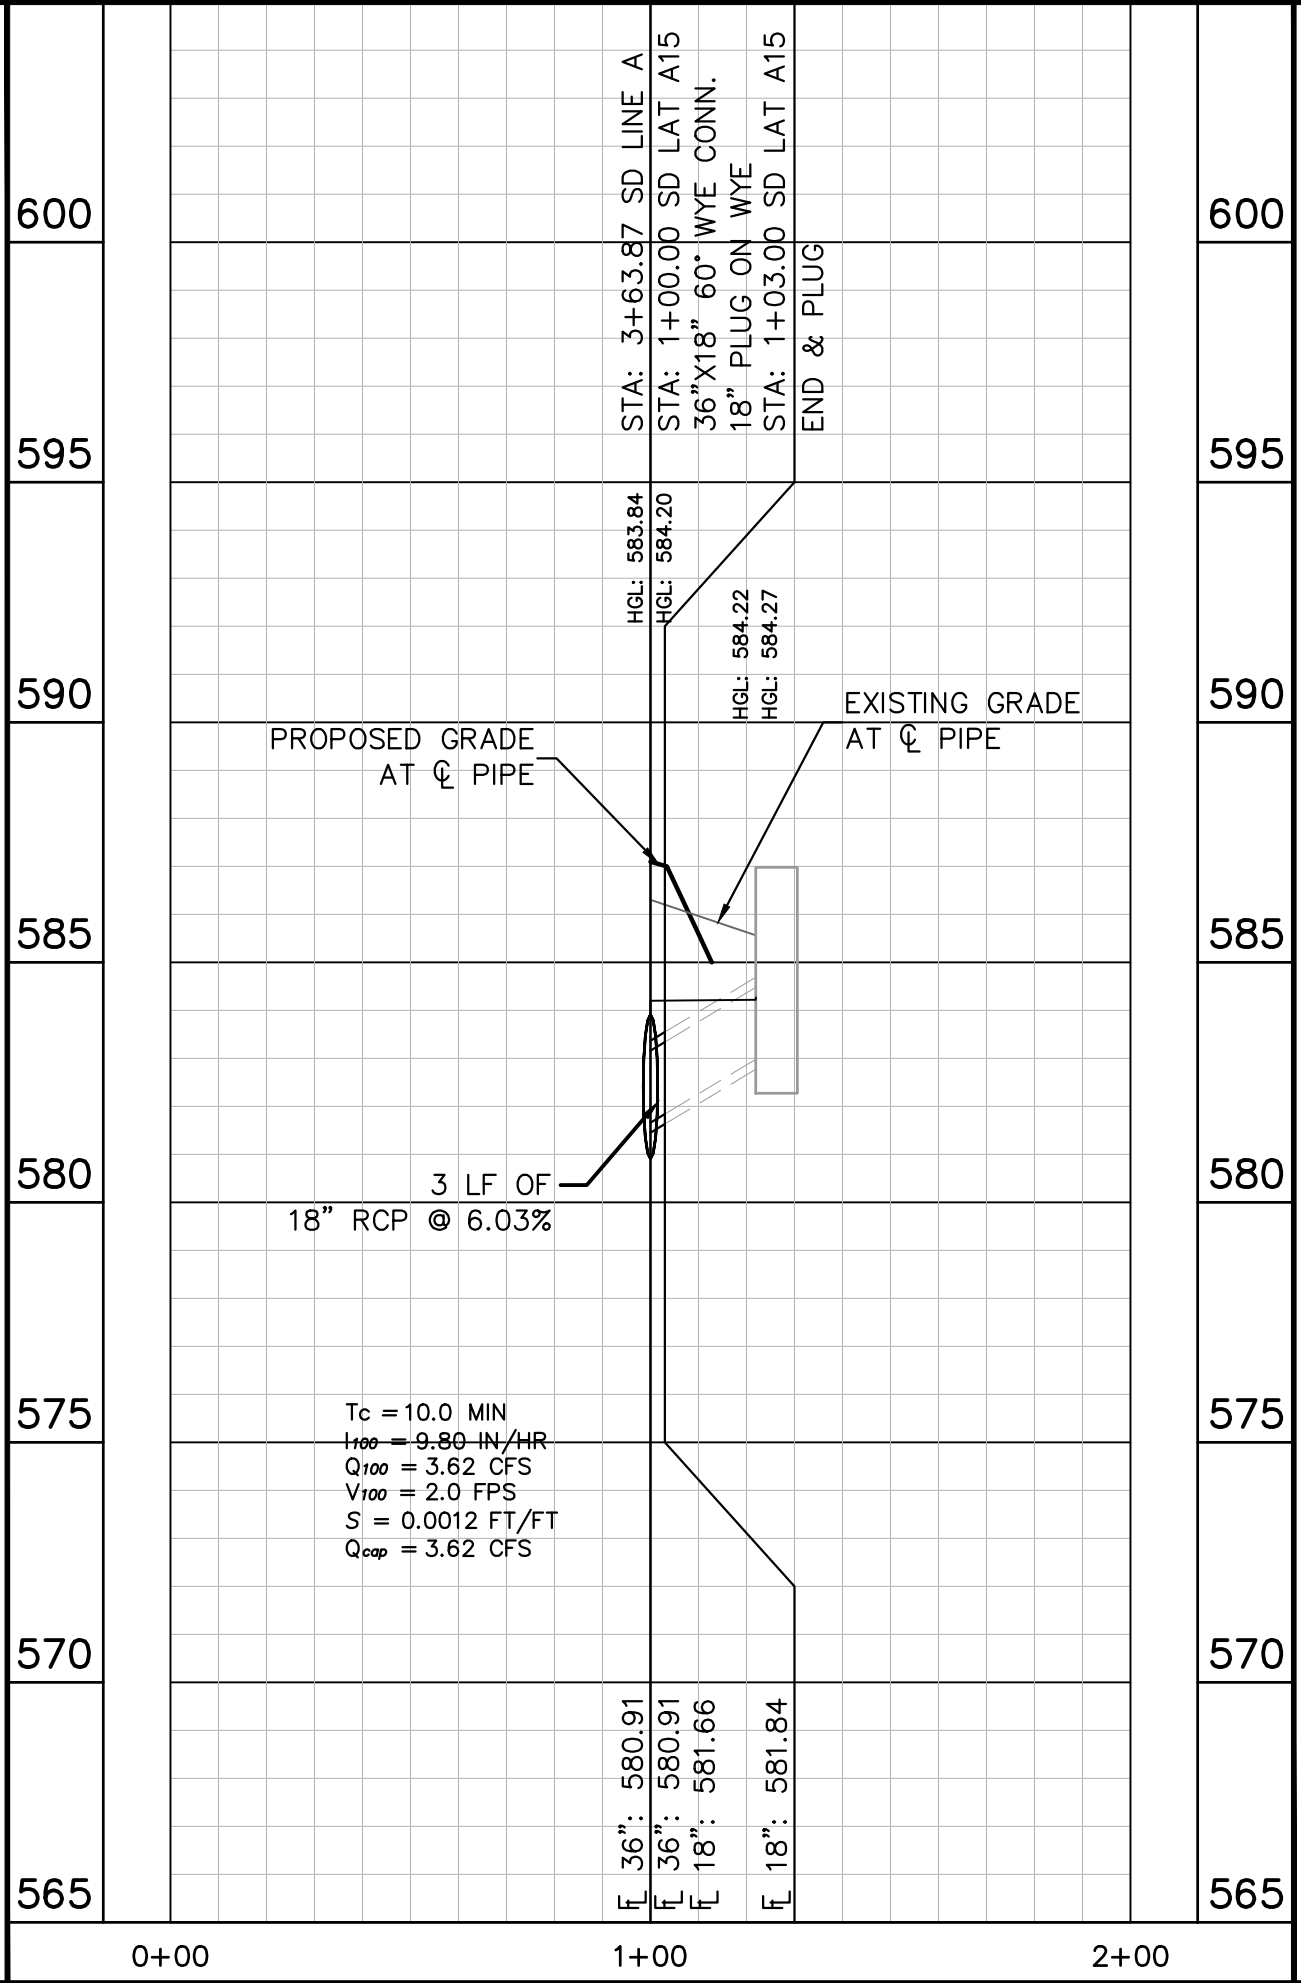 STA: 3+63.87 SD LINE A
STA: 1+00.00 SD LAT A15
36"X18" 60° WYE CONN.
18" PLUG ON WYE
STA: 1+03.00 SD LAT A15
END & PLUG
600
600
595
595
HGL: 583.84
HGL: 584.20
HGL: 584.22
HGL: 584.27
590
590
EXISTING GRADE
AT ℄ PIPE
PROPOSED GRADE
AT ℄ PIPE
585
585
580
580
3 LF OF
18" RCP @ 6.03%
575
575
Tc = 10.0 MIN
I100 = 9.80 IN/HR
Q100 = 3.62 CFS
V100 = 2.0 FPS
S = 0.0012 FT/FT
Qcap = 3.62 CFS
570
570
FL 36": 580.91
FL 36": 580.91
FL 18": 581.66
FL 18": 581.84
565
565
0+00
1+00
2+00